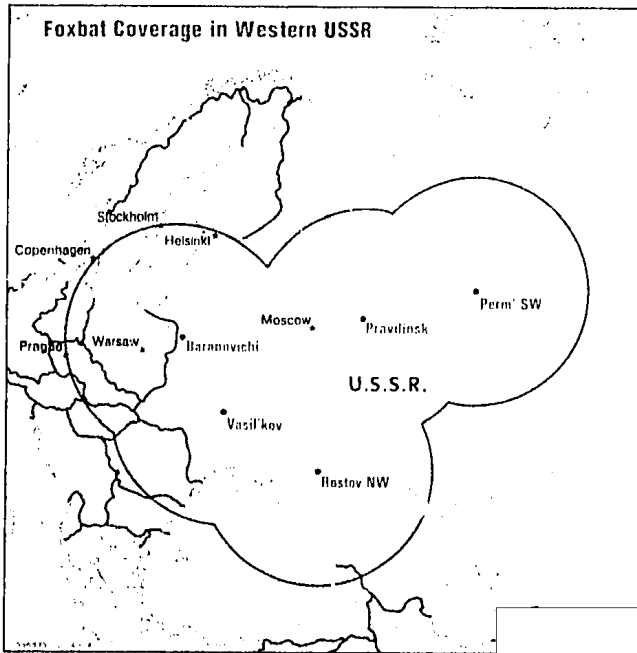 Foxbat Coverage in Western USSR
Stockholm
Helsinki
Copenhagen
Perm' SW
Moscow
Pravdinsk
Prague
Warsaw
Baranovichi
U.S.S.R.
Vasil'kov
Rostov NW